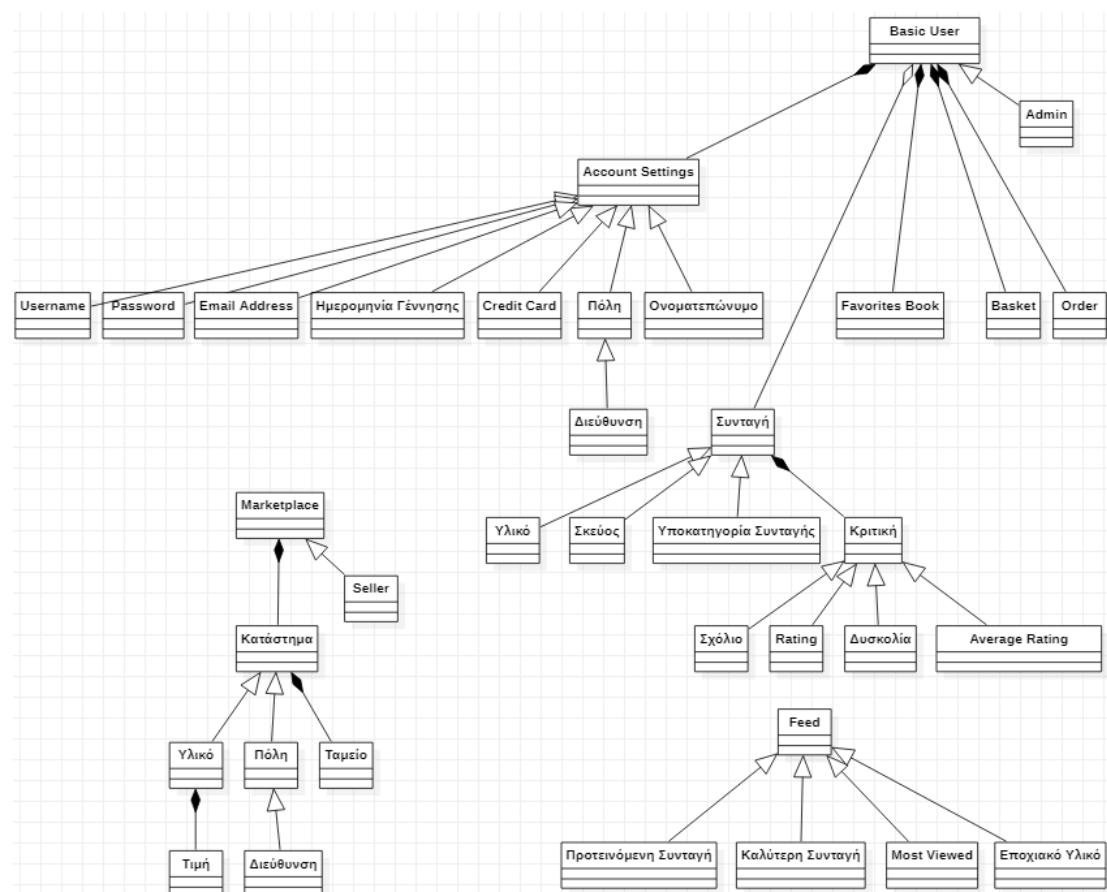 Basic User
Admin
Account Settings
Username
Password
Email Address
Ημερομηνία Γέννησης
Credit Card
Πόλη
Ονοματεπώνυμο
Favorites Book
Basket
Order
Διεύθυνση
Συνταγή
Marketplace
Υλικό
Σκεύος
Υποκατηγορία Συνταγής
Κριτική
Seller
Κατάστημα
Σχόλιο
Rating
Δυσκολία
Average Rating
Feed
Υλικό
Πόλη
Ταμείο
Τιμή
Διεύθυνση
Προτεινόμενη Συνταγή
Καλύτερη Συνταγή
Most Viewed
Εποχιακό Υλικό